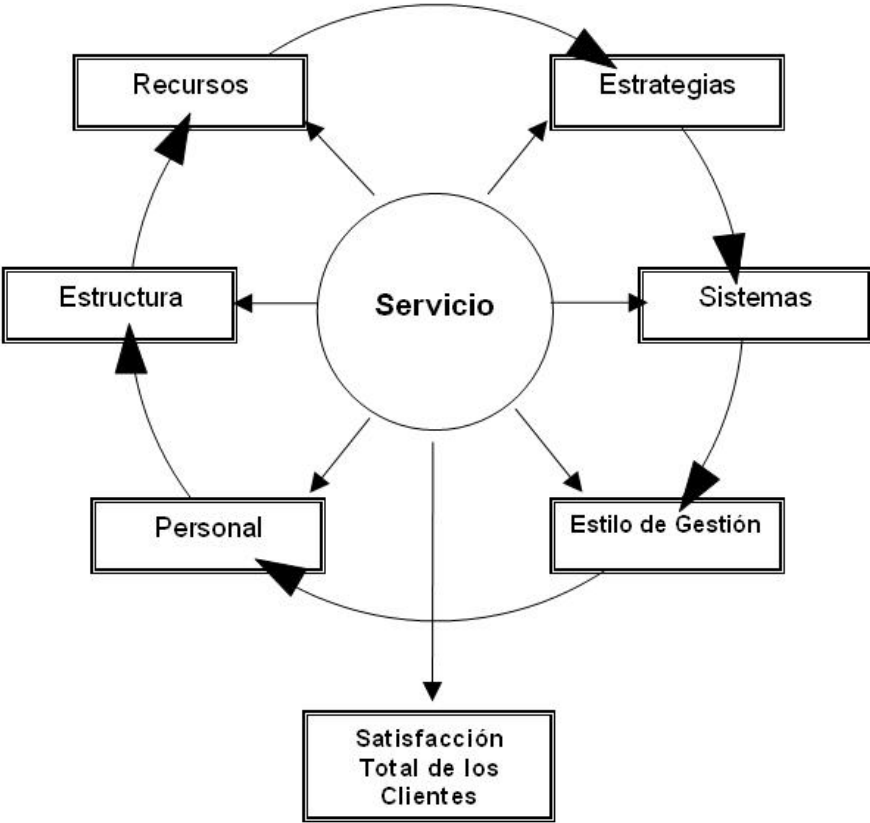 Recursos
Estrategias
Estructura
Servicio
Sistemas
Personal
Estilo de Gestión
Satisfacción
Total de los
Clientes